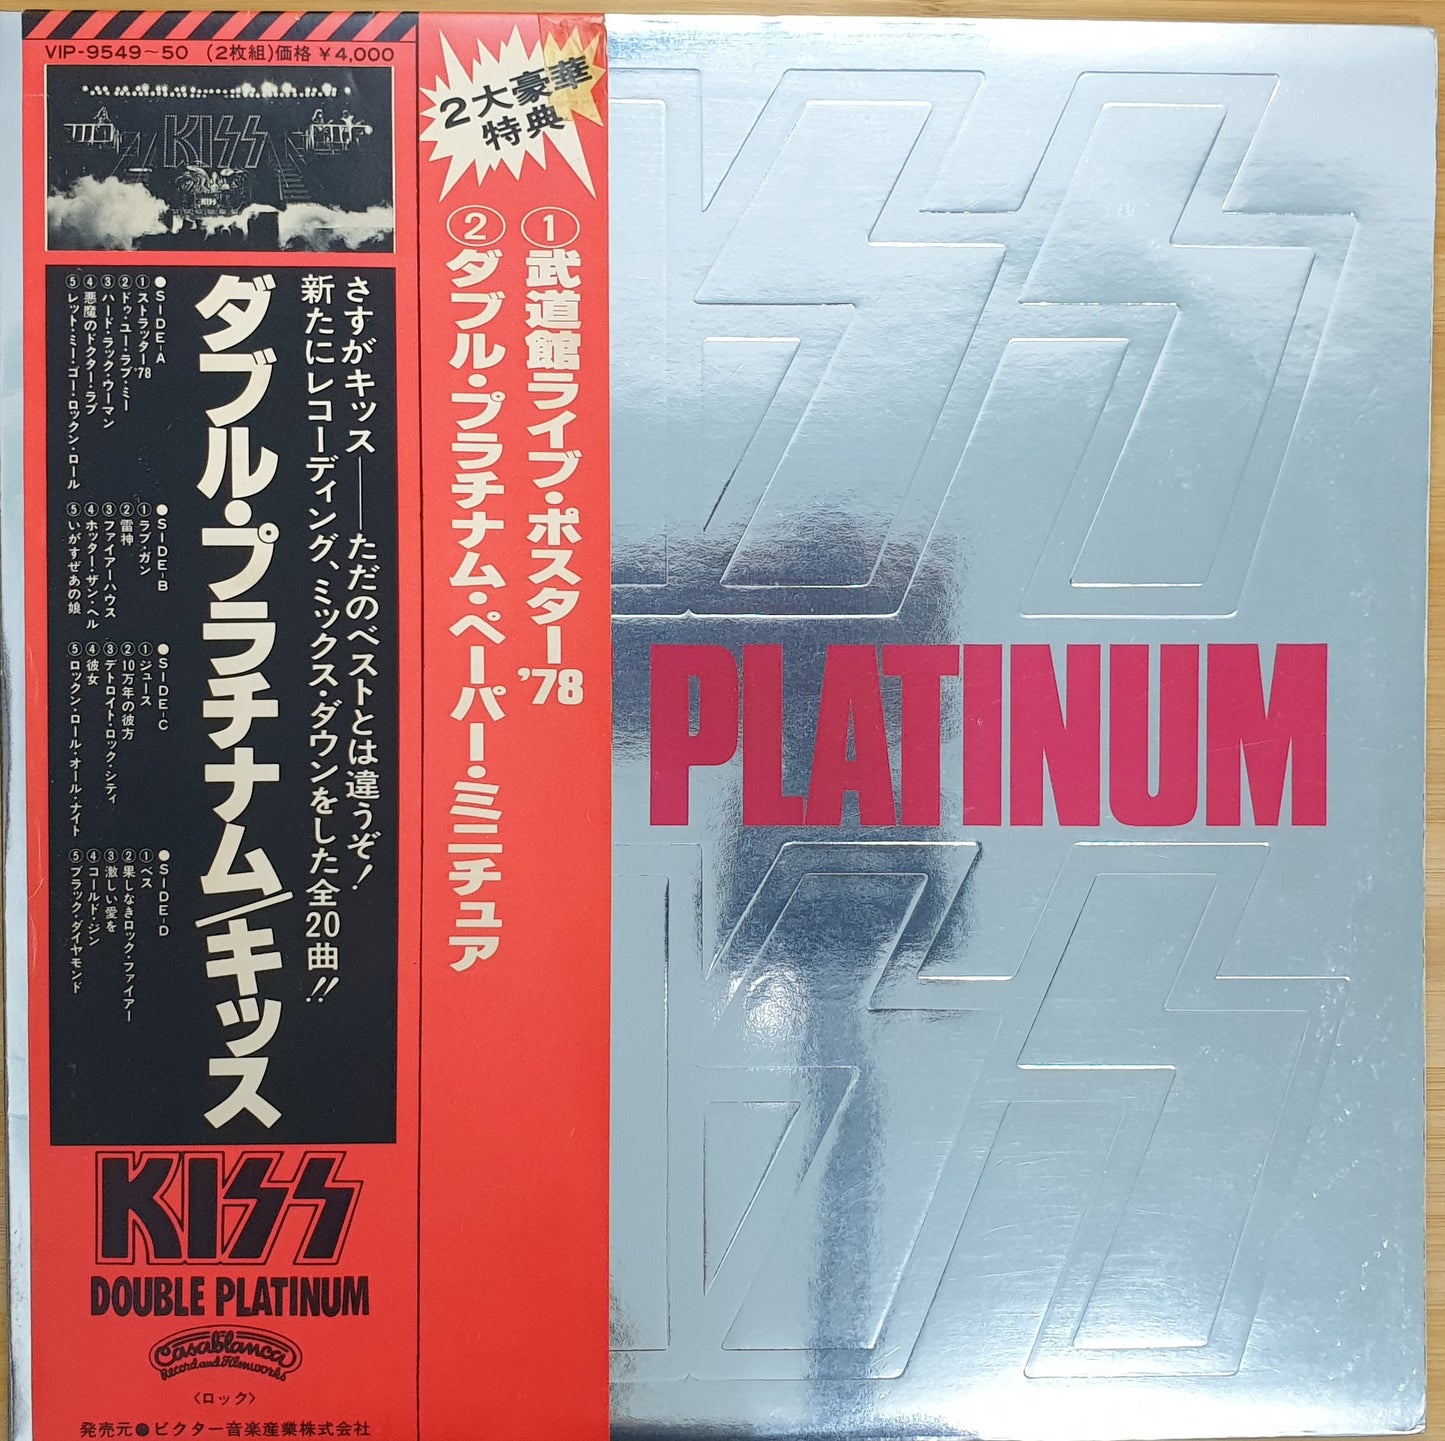 VIP-9549～50 (2枚組)価格 ￥4,000
KISS
KISS
2大豪華
特典
①武道館ライブ・ポスター'78
②ダブル・プラチナム・ペーパー・ミニチュア
さすがキッス――ただのベストとは違うぞ！
新たにレコーディング、ミックス・ダウンをした全20曲!!
ダブル・プラチナム/キッス
●SIDE-A
①ストラッター'78
②ドゥ・ユー・ラブ・ミー
③ハード・ラック・ウーマン
④悪魔のドクター・ラブ
⑤レット・ミー・ゴー・ロックン・ロール
●SIDE-B
①ラブ・ガン
②雷神
③ファイアーハウス
④ホッター・ザン・ヘル
⑤いかすぜあの娘
●SIDE-C
①ジュース
②10万年の彼方
③デトロイト・ロック・シティ
④彼女
⑤ロックン・ロール・オール・ナイト
●SIDE-D
①ベス
②果しなきロック・ファイアー
③激しい愛を
④コールド・ジン
⑤ブラック・ダイヤモンド
KISS
DOUBLE PLATINUM
Casablanca
Record and FilmWorks
〈ロック〉
発売元●ビクター音楽産業株式会社
PLATINUM